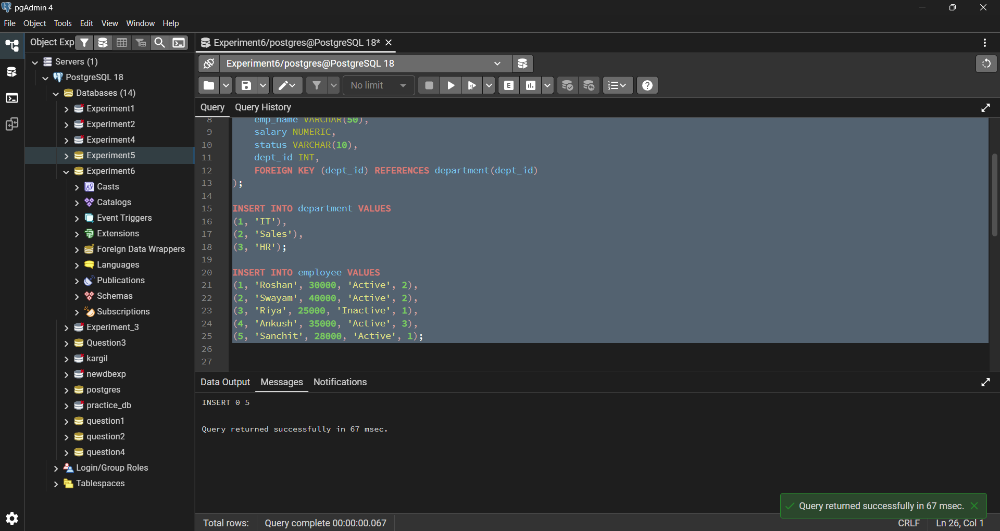 pgAdmin 4
File Object Tools Edit View Window Help
Object Exp
Experiment6/postgres@PostgreSQL 18*
Servers (1)
PostgreSQL 18
Databases (14)
Experiment1
Experiment2
Experiment4
Experiment5
Experiment6
Casts
Catalogs
Event Triggers
Extensions
Foreign Data Wrappers
Languages
Publications
Schemas
Subscriptions
Experiment_3
Question3
kargil
newdbexp
postgres
practice_db
question1
question2
question4
Login/Group Roles
Tablespaces
Experiment6/postgres@PostgreSQL 18
No limit
E
Query Query History
8 emp_name VARCHAR(50),
9 salary NUMERIC,
10 status VARCHAR(10),
11 dept_id INT,
12 FOREIGN KEY (dept_id) REFERENCES department(dept_id)
13 );
14
15 INSERT INTO department VALUES
16 (1, 'IT'),
17 (2, 'Sales'),
18 (3, 'HR');
19
20 INSERT INTO employee VALUES
21 (1, 'Roshan', 30000, 'Active', 2),
22 (2, 'Swayam', 40000, 'Active', 2),
23 (3, 'Riya', 25000, 'Inactive', 1),
24 (4, 'Ankush', 35000, 'Active', 3),
25 (5, 'Sanchit', 28000, 'Active', 1);
26
27
Data Output Messages Notifications
INSERT 0 5
Query returned successfully in 67 msec.
Query returned successfully in 67 msec.
Total rows: Query complete 00:00:00.067 CRLF Ln 26, Col 1